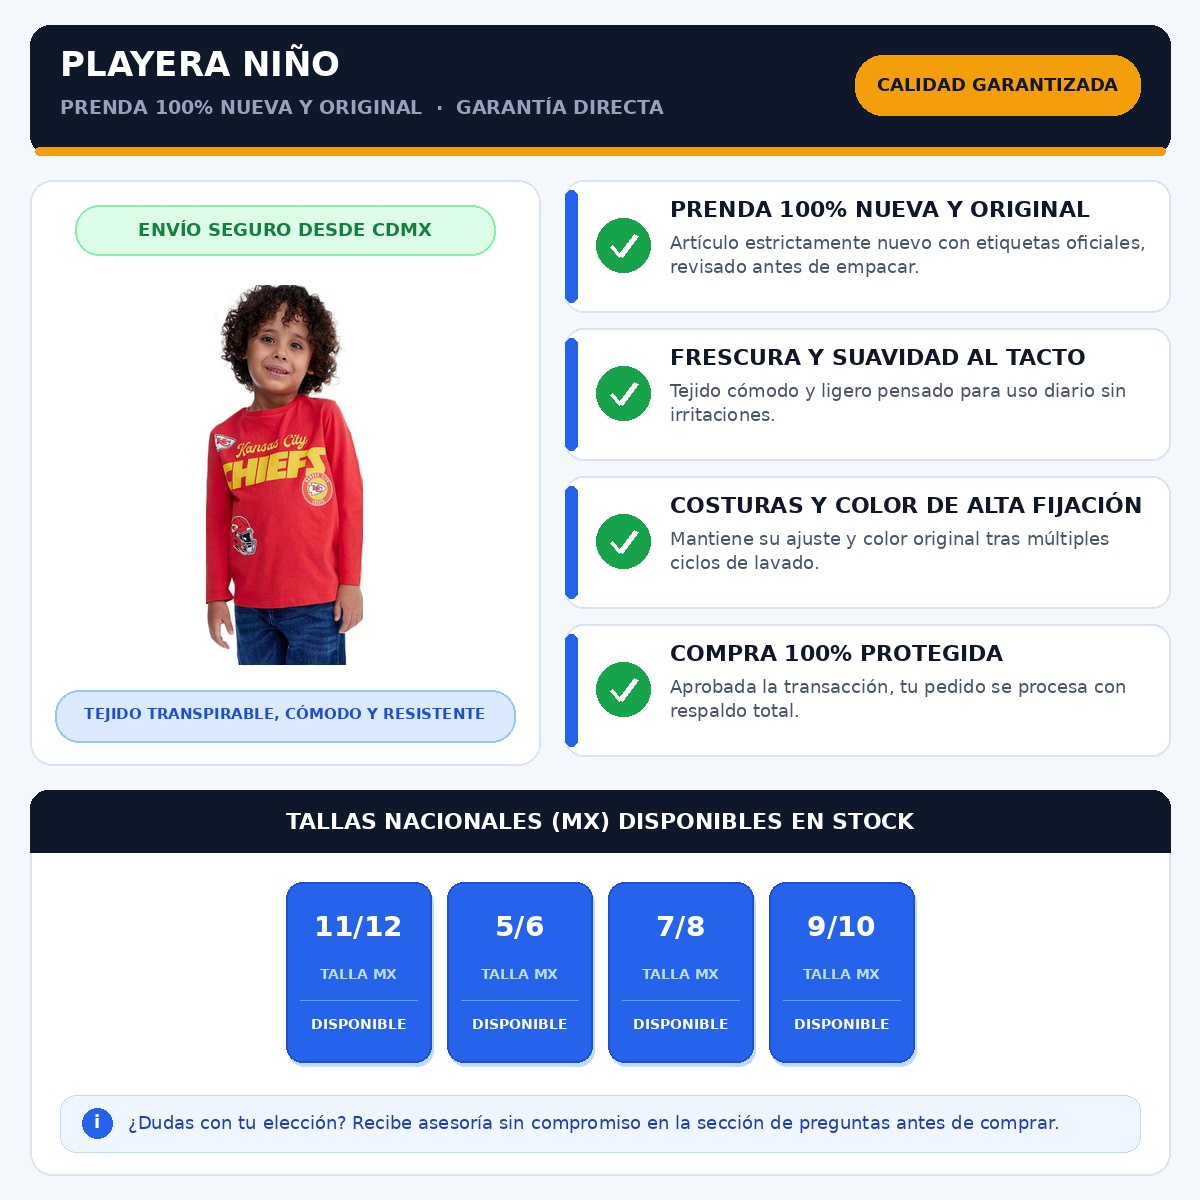 PLAYERA NIÑO
PRENDA 100% NUEVA Y ORIGINAL · GARANTÍA DIRECTA
CALIDAD GARANTIZADA
ENVÍO SEGURO DESDE CDMX
Kansas City
CHIEFS
TEJIDO TRANSPIRABLE, CÓMODO Y RESISTENTE
PRENDA 100% NUEVA Y ORIGINAL
Artículo estrictamente nuevo con etiquetas oficiales,
revisado antes de empacar.
FRESCURA Y SUAVIDAD AL TACTO
Tejido cómodo y ligero pensado para uso diario sin
irritaciones.
COSTURAS Y COLOR DE ALTA FIJACIÓN
Mantiene su ajuste y color original tras múltiples
ciclos de lavado.
COMPRA 100% PROTEGIDA
Aprobada la transacción, tu pedido se procesa con
respaldo total.
TALLAS NACIONALES (MX) DISPONIBLES EN STOCK
11/12
TALLA MX
DISPONIBLE
5/6
TALLA MX
DISPONIBLE
7/8
TALLA MX
DISPONIBLE
9/10
TALLA MX
DISPONIBLE
i
¿Dudas con tu elección? Recibe asesoría sin compromiso en la sección de preguntas antes de comprar.